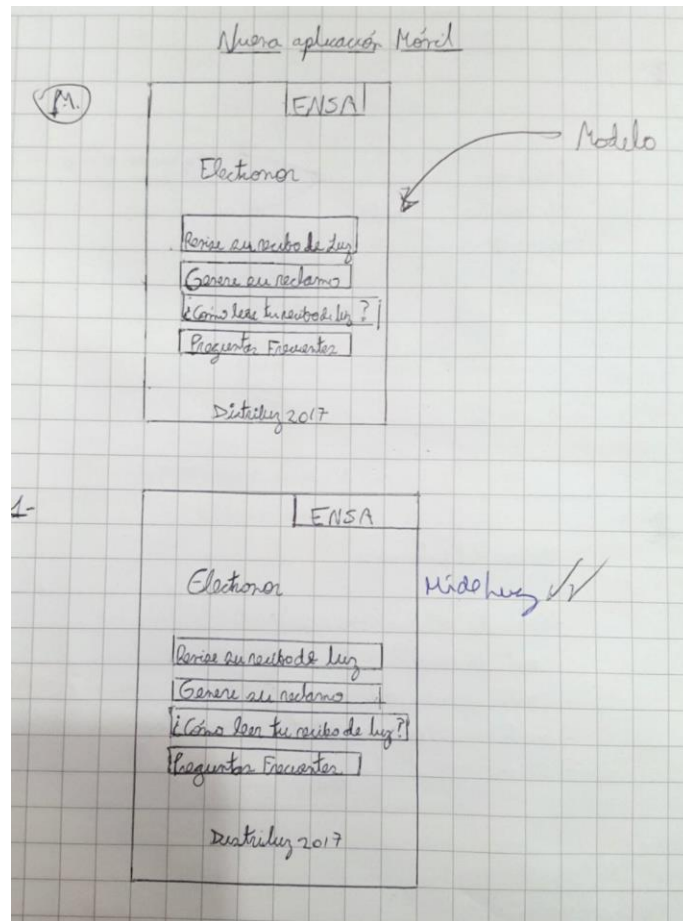 Nueva aplicación Móvil
M.
ENSA
Modelo
Electronor
Revise su recibo de Luz
Genere su reclamo
¿Cómo leer tu recibo de luz?
Preguntas Frecuentes
Distriluz 2017
1-
ENSA
Electronor
MideLuz
Revise su recibo de luz
Genere su reclamo
¿Cómo leer tu recibo de luz?
Preguntas Frecuentes
Distriluz 2017